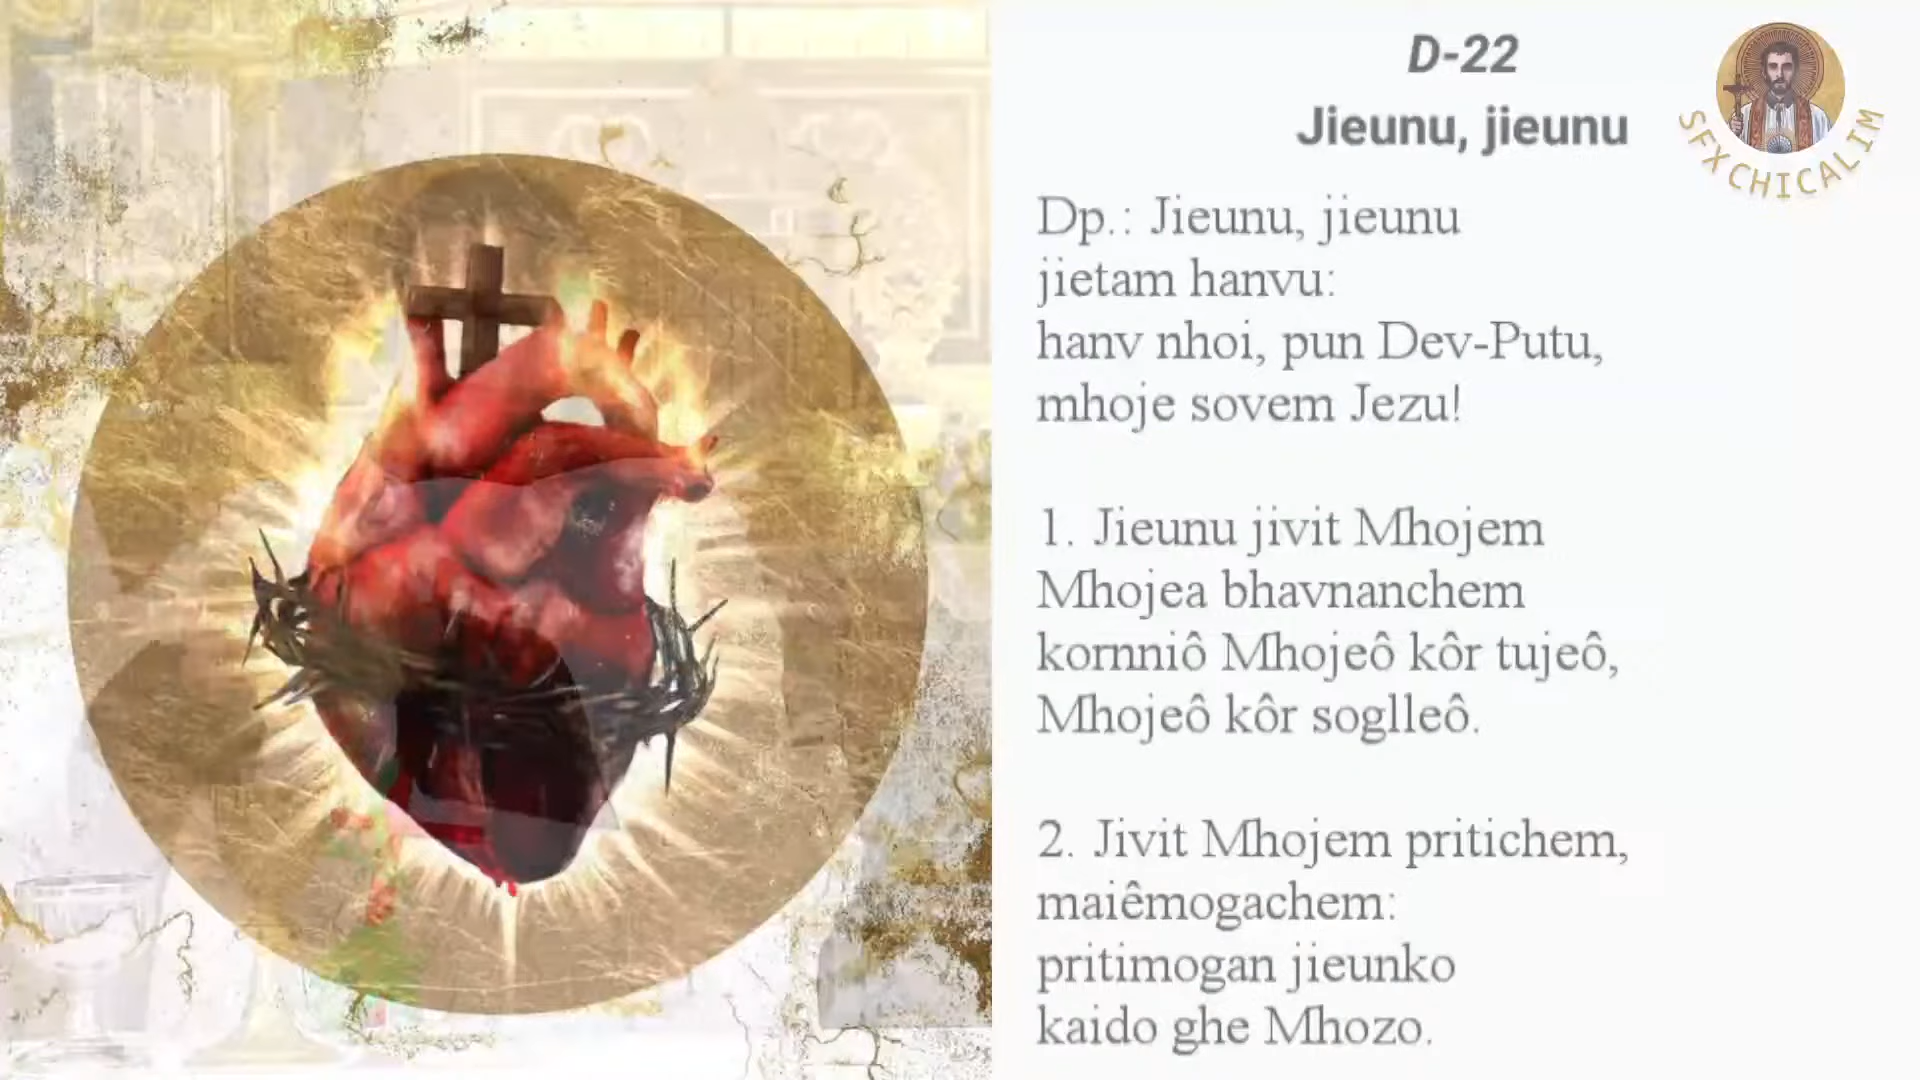 D-22
Jieunu, jieunu
SFX CHICALIM
Dp.: Jieunu, jieunu
jietam hanvu:
hanv nhoi, pun Dev-Putu,
mhoje sovem Jezu!
1. Jieunu jivit Mhojem
Mhojea bhavnanchem
kornniô Mhojeô kôr tujeô,
Mhojeô kôr soglleô.
2. Jivit Mhojem pritichem,
maiêmogachem:
pritimogan jieunko
kaido ghe Mhozo.